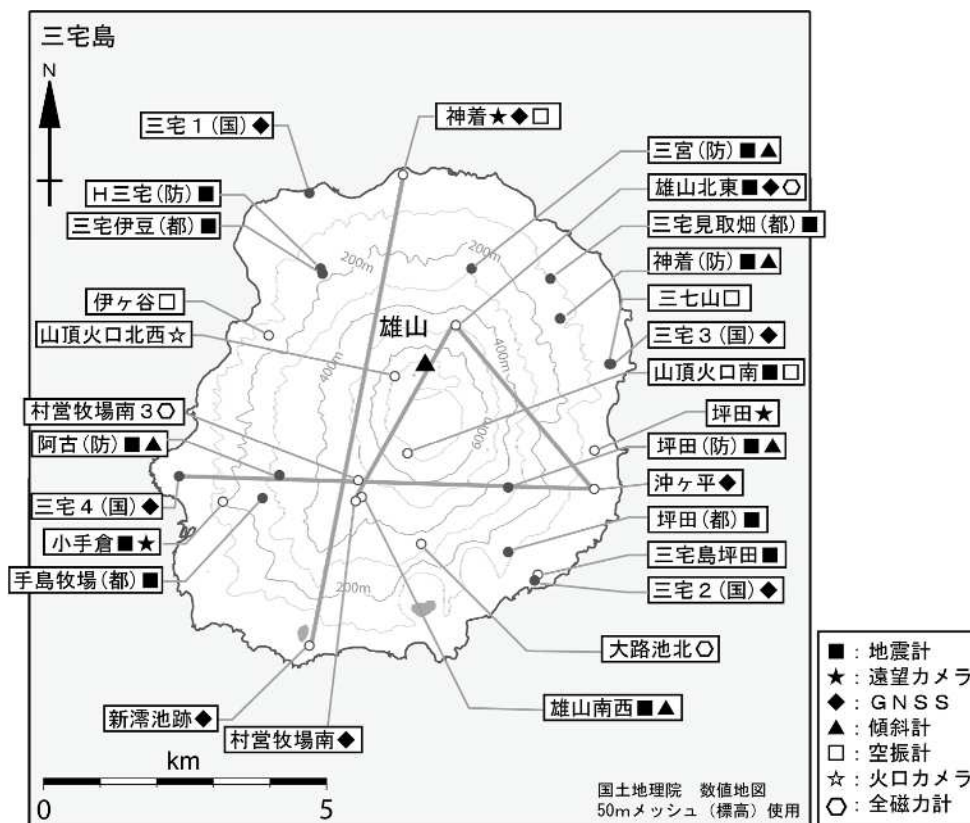 三宅島
N
神着★◆□
三宅1(国)◆
三宮(防)■▲
H三宅(防)■
雄山北東■◆⬡
三宅伊豆(都)■
三宅見取畑(都)■
200m
200m
神着(防)■▲
伊ヶ谷□
三七山□
雄山
山頂火口北西☆
三宅3(国)◆
400m
400m
山頂火口南■□
村営牧場南3⬡
坪田★
600m
阿古(防)■▲
坪田(防)■▲
三宅4(国)◆
沖ヶ平◆
小手倉■★
坪田(都)■
三宅島坪田■
手島牧場(都)■
200m
三宅2(国)◆
大路池北⬡
新澪池跡◆
雄山南西■▲
村営牧場南◆
km
0
5
国土地理院 数値地図
50mメッシュ(標高)使用
■:地震計
★:遠望カメラ
◆:GNSS
▲:傾斜計
□:空振計
☆:火口カメラ
⬡:全磁力計